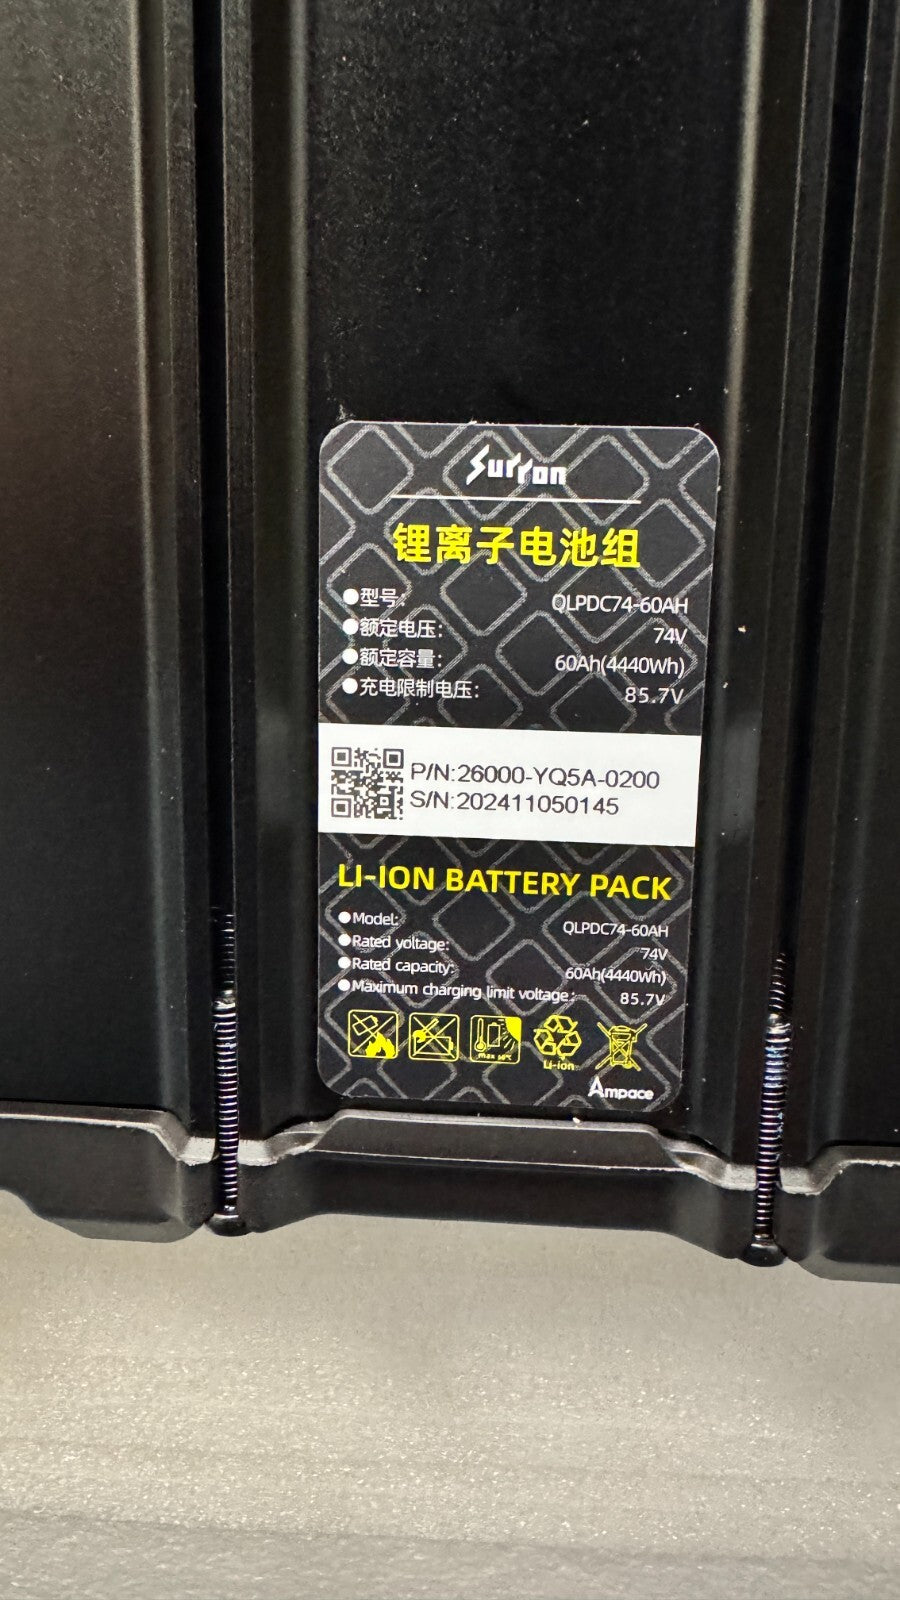 Surron
锂离子电池组
●型号: QLPDC74-60AH
●额定电压: 74V
●额定容量: 60Ah(4440Wh)
●充电限制电压: 85.7V
P/N:26000-YQ5A-0200
S/N:202411050145
LI-ION BATTERY PACK
●Model: QLPDC74-60AH
●Rated voltage: 74V
●Rated capacity: 60Ah(4440Wh)
●Maximum charging limit voltage: 85.7V
Li-ion
Ampace